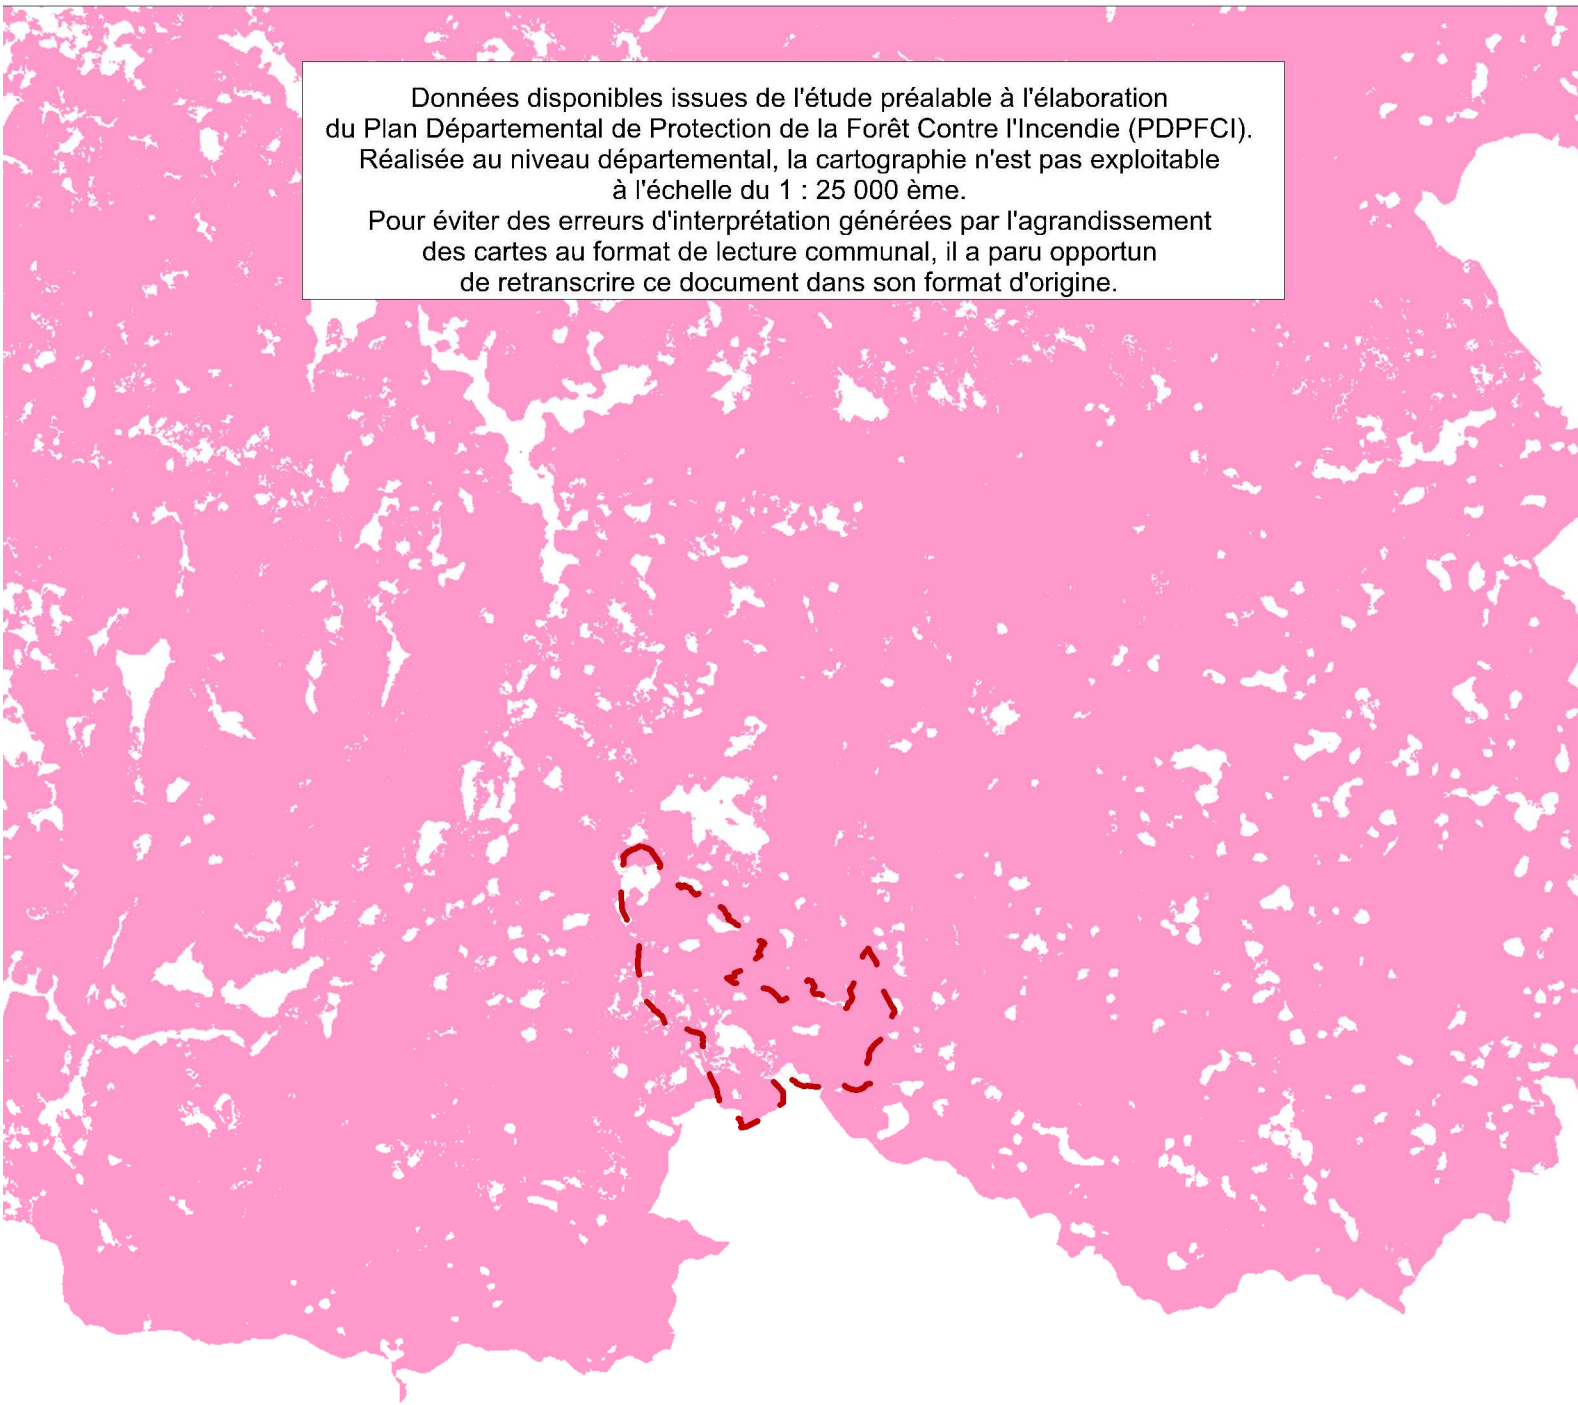 Données disponibles issues de l'étude préalable à l'élaboration
du Plan Départemental de Protection de la Forêt Contre l'Incendie (PDPFCI).
Réalisée au niveau départemental, la cartographie n'est pas exploitable
à l'échelle du 1 : 25 000 ème.
Pour éviter des erreurs d'interprétation générées par l'agrandissement
des cartes au format de lecture communal, il a paru opportun
de retranscrire ce document dans son format d'origine.